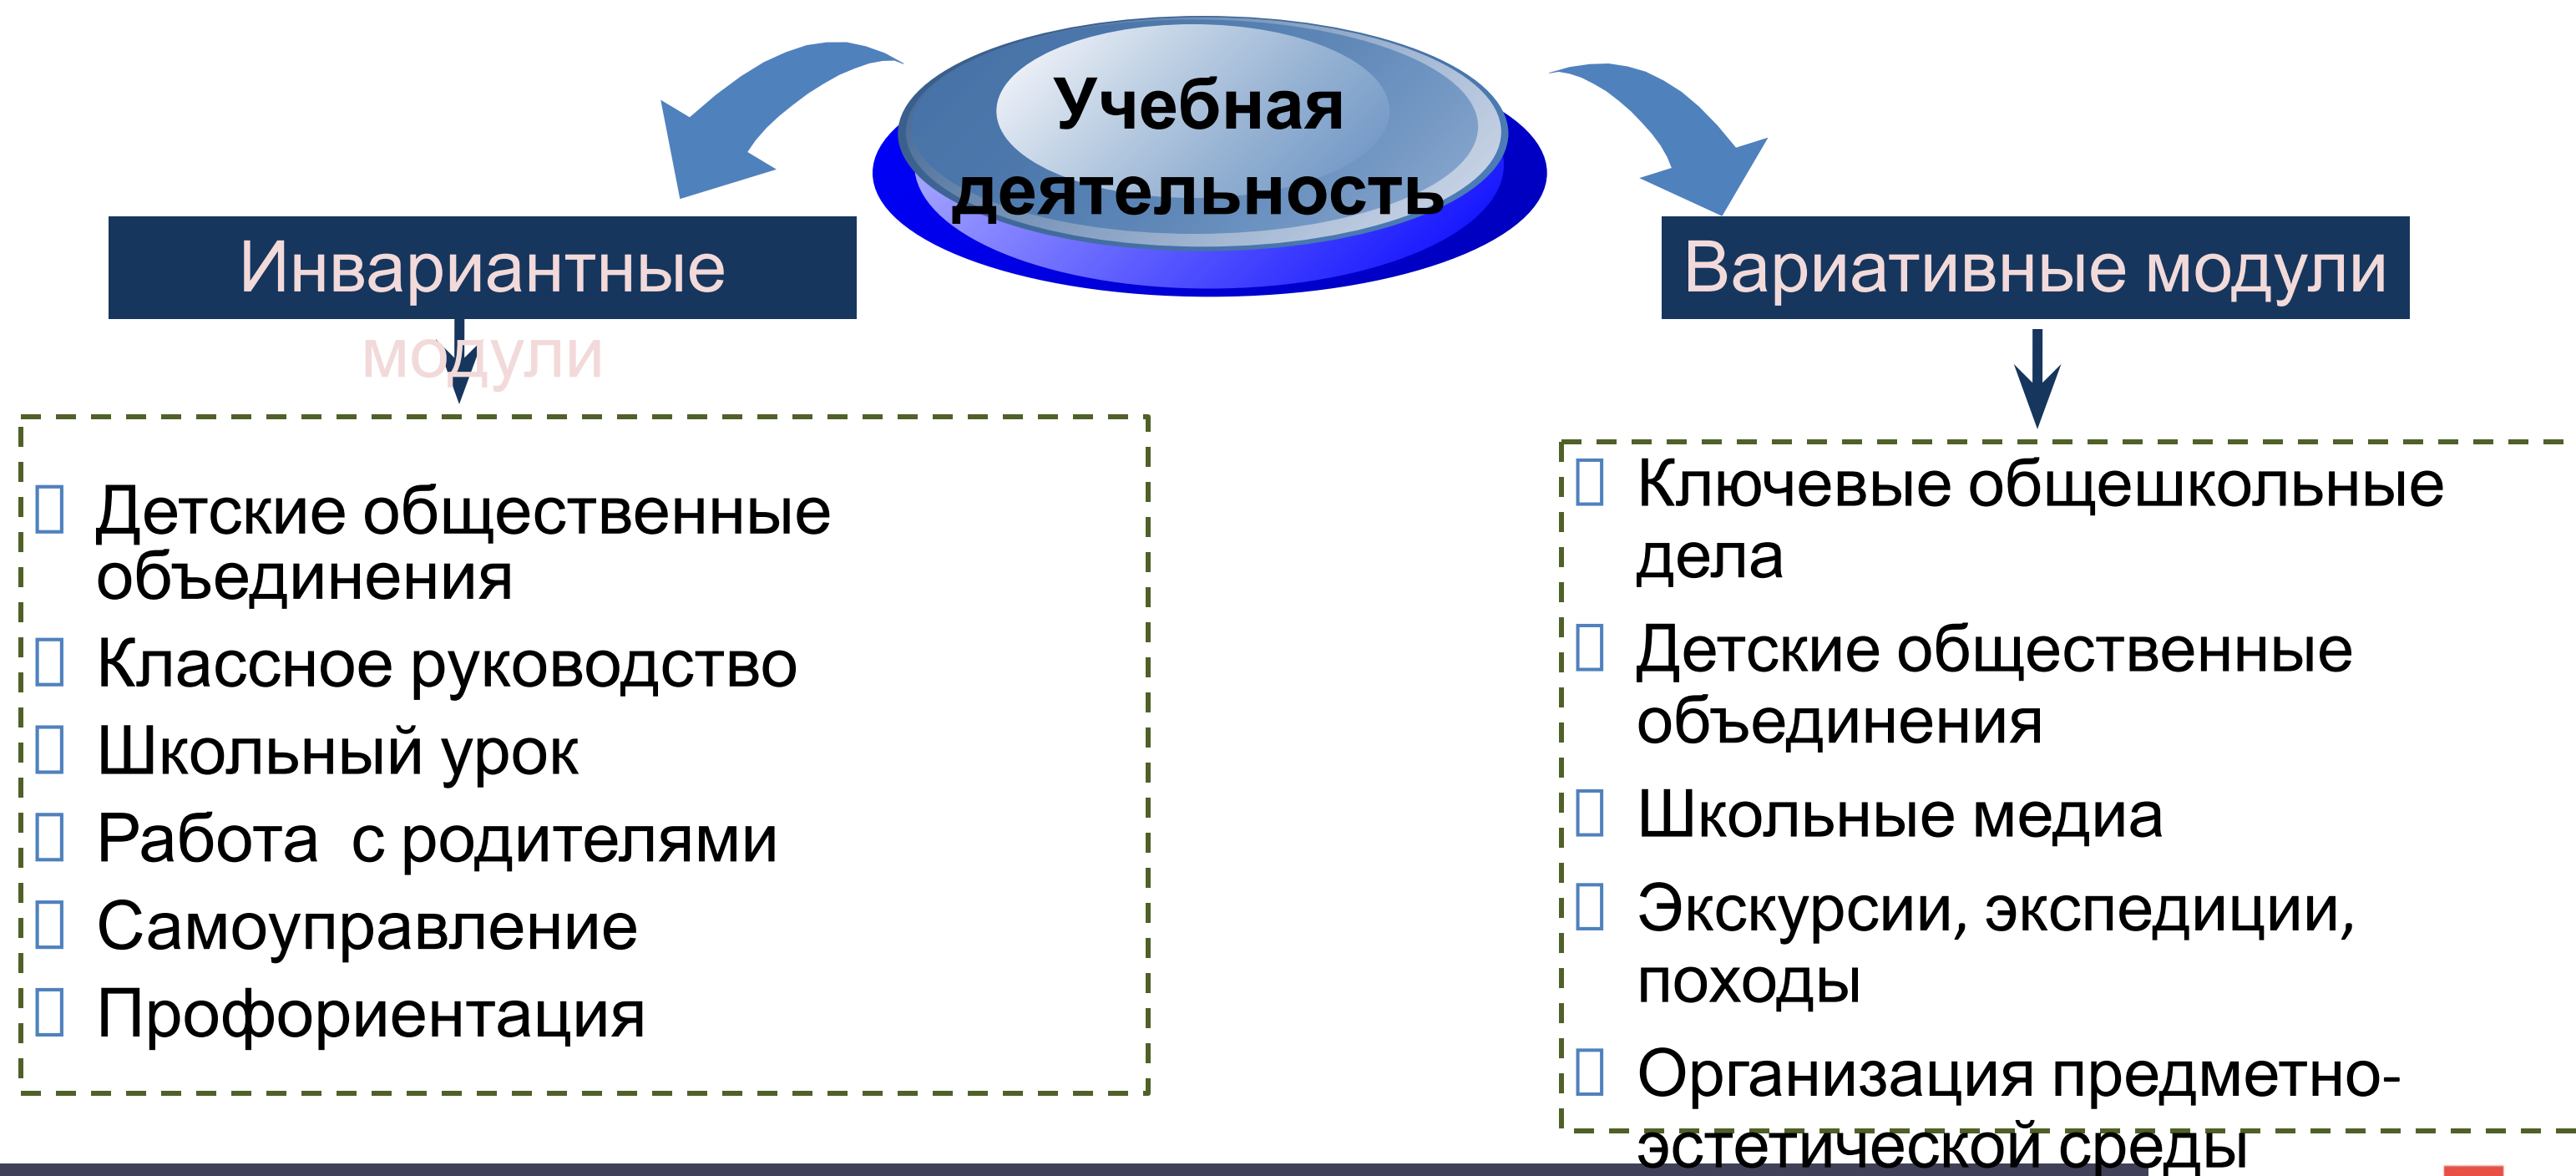 Учебная
деятельность
Инвариантные
модули
Детские общественные
объединения
Классное руководство
Школьный урок
Работа с родителями
Самоуправление
Профориентация
Вариативные модули
Ключевые общешкольные
дела
Детские общественные
объединения
Школьные медиа
Экскурсии, экспедиции,
походы
Организация предметно-
эстетической среды